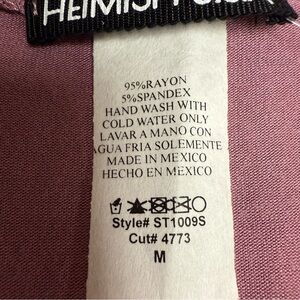 95%RAYON
5%SPANDEX
HAND WASH WITH
COLD WATER ONLY
LAVAR A MANO CON
AGUA FRIA SOLEMENTE
MADE IN MEXICO
HECHO EN MEXICO
Style# ST1009S
Cut# 4773
M